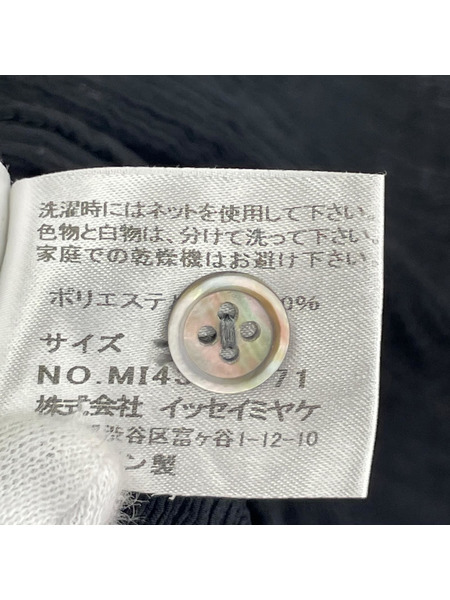 洗濯時にはネットを使用して下さい。
色物と白物は、分けて洗って下さい。
家庭での乾燥機はお避け下さい
ポリエステ 0%
サイズ
NO.MI43 71
株式会社 イッセイミヤケ
渋谷区富ヶ谷1-12-10
ン製